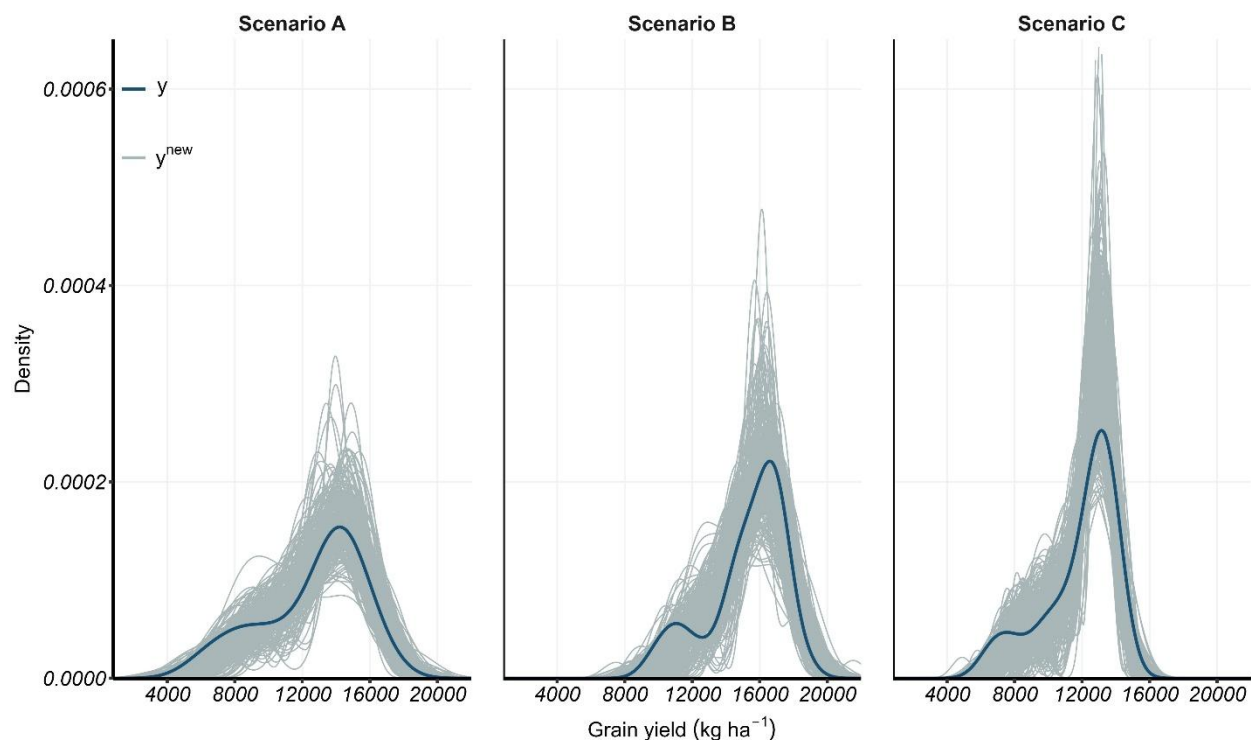 Scenario A Scenario B Scenario C
0.0006
y
y^new
0.0004
Density
0.0002
0.0000
4000 8000 12000 16000 20000 4000 8000 12000 16000 20000 4000 8000 12000 16000 20000
Grain yield (kg ha⁻¹)